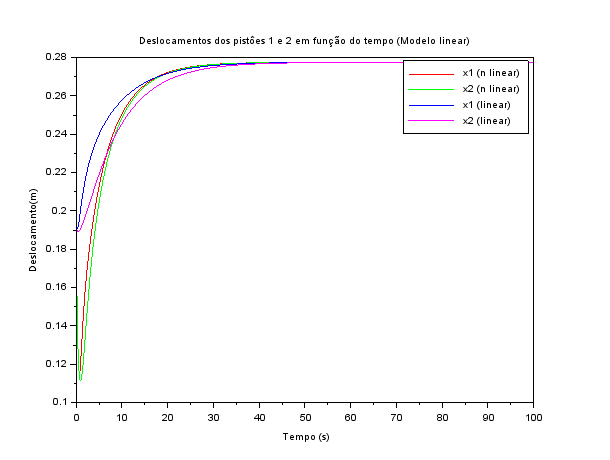 Deslocamentos dos pistões 1 e 2 em função do tempo (Modelo linear)
0.28
0.26
0.24
0.22
0.2
0.18
0.16
0.14
0.12
0.1
Deslocamento(m)
x1 (n linear)
x2 (n linear)
x1 (linear)
x2 (linear)
0 10 20 30 40 50 60 70 80 90 100
Tempo (s)